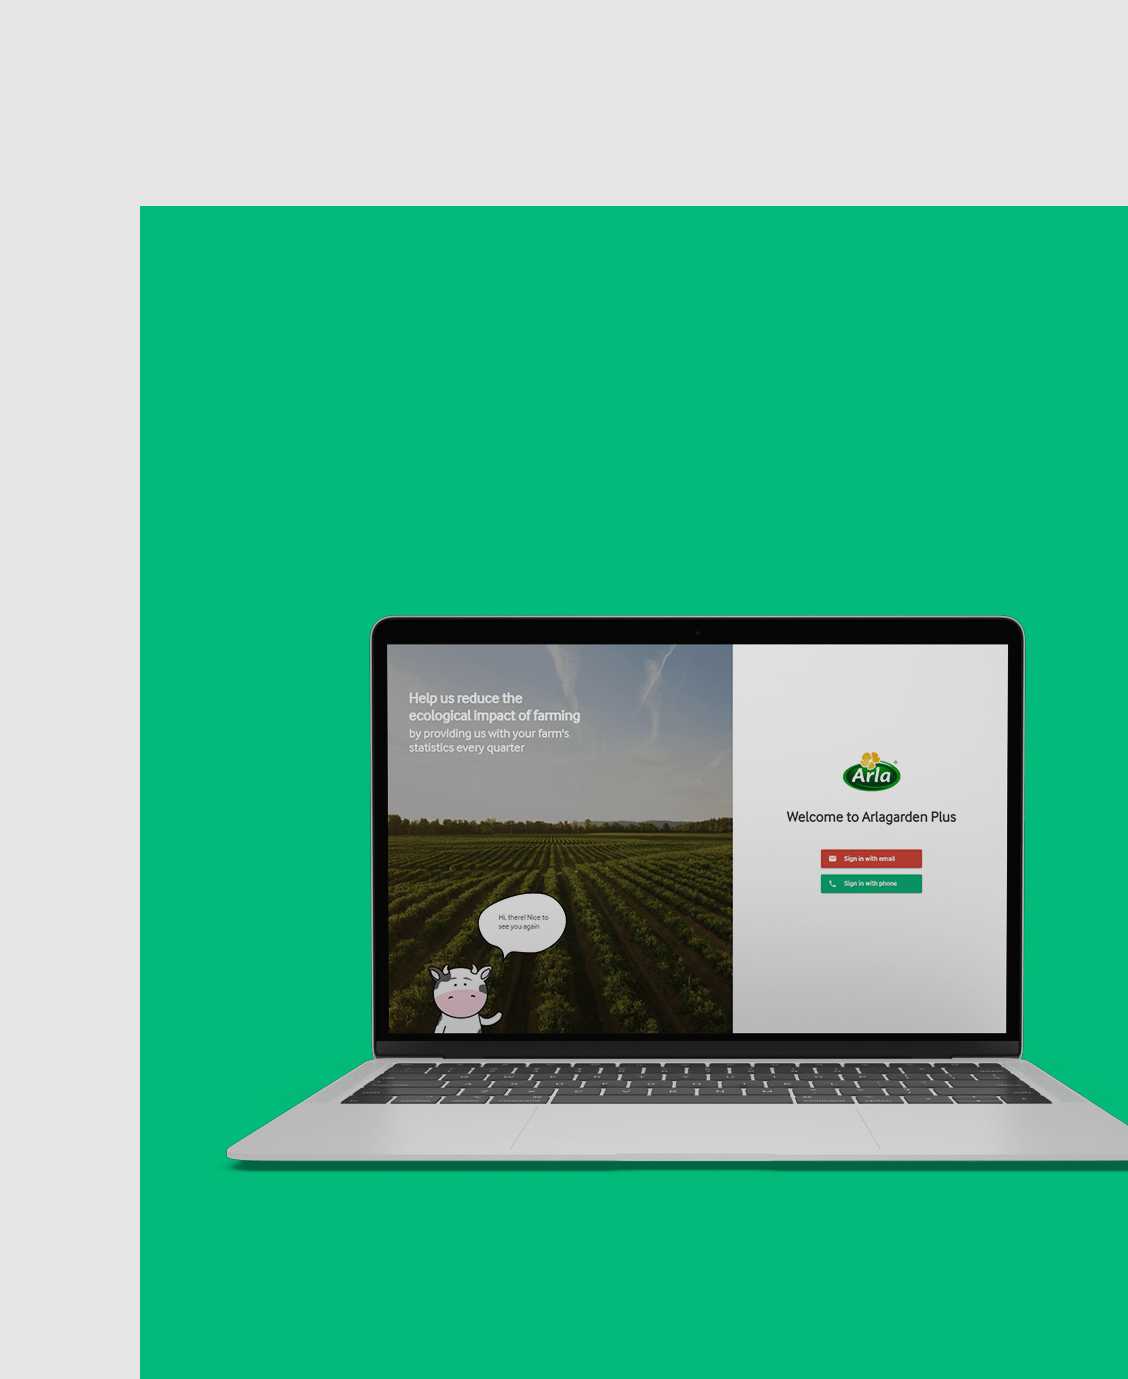 Help us reduce the
ecological impact of farming
by providing us with your farm's
statistics every quarter
Hi, there! Nice to
see you again
Arla
Welcome to Arlagarden Plus
Sign in with email
Sign in with phone